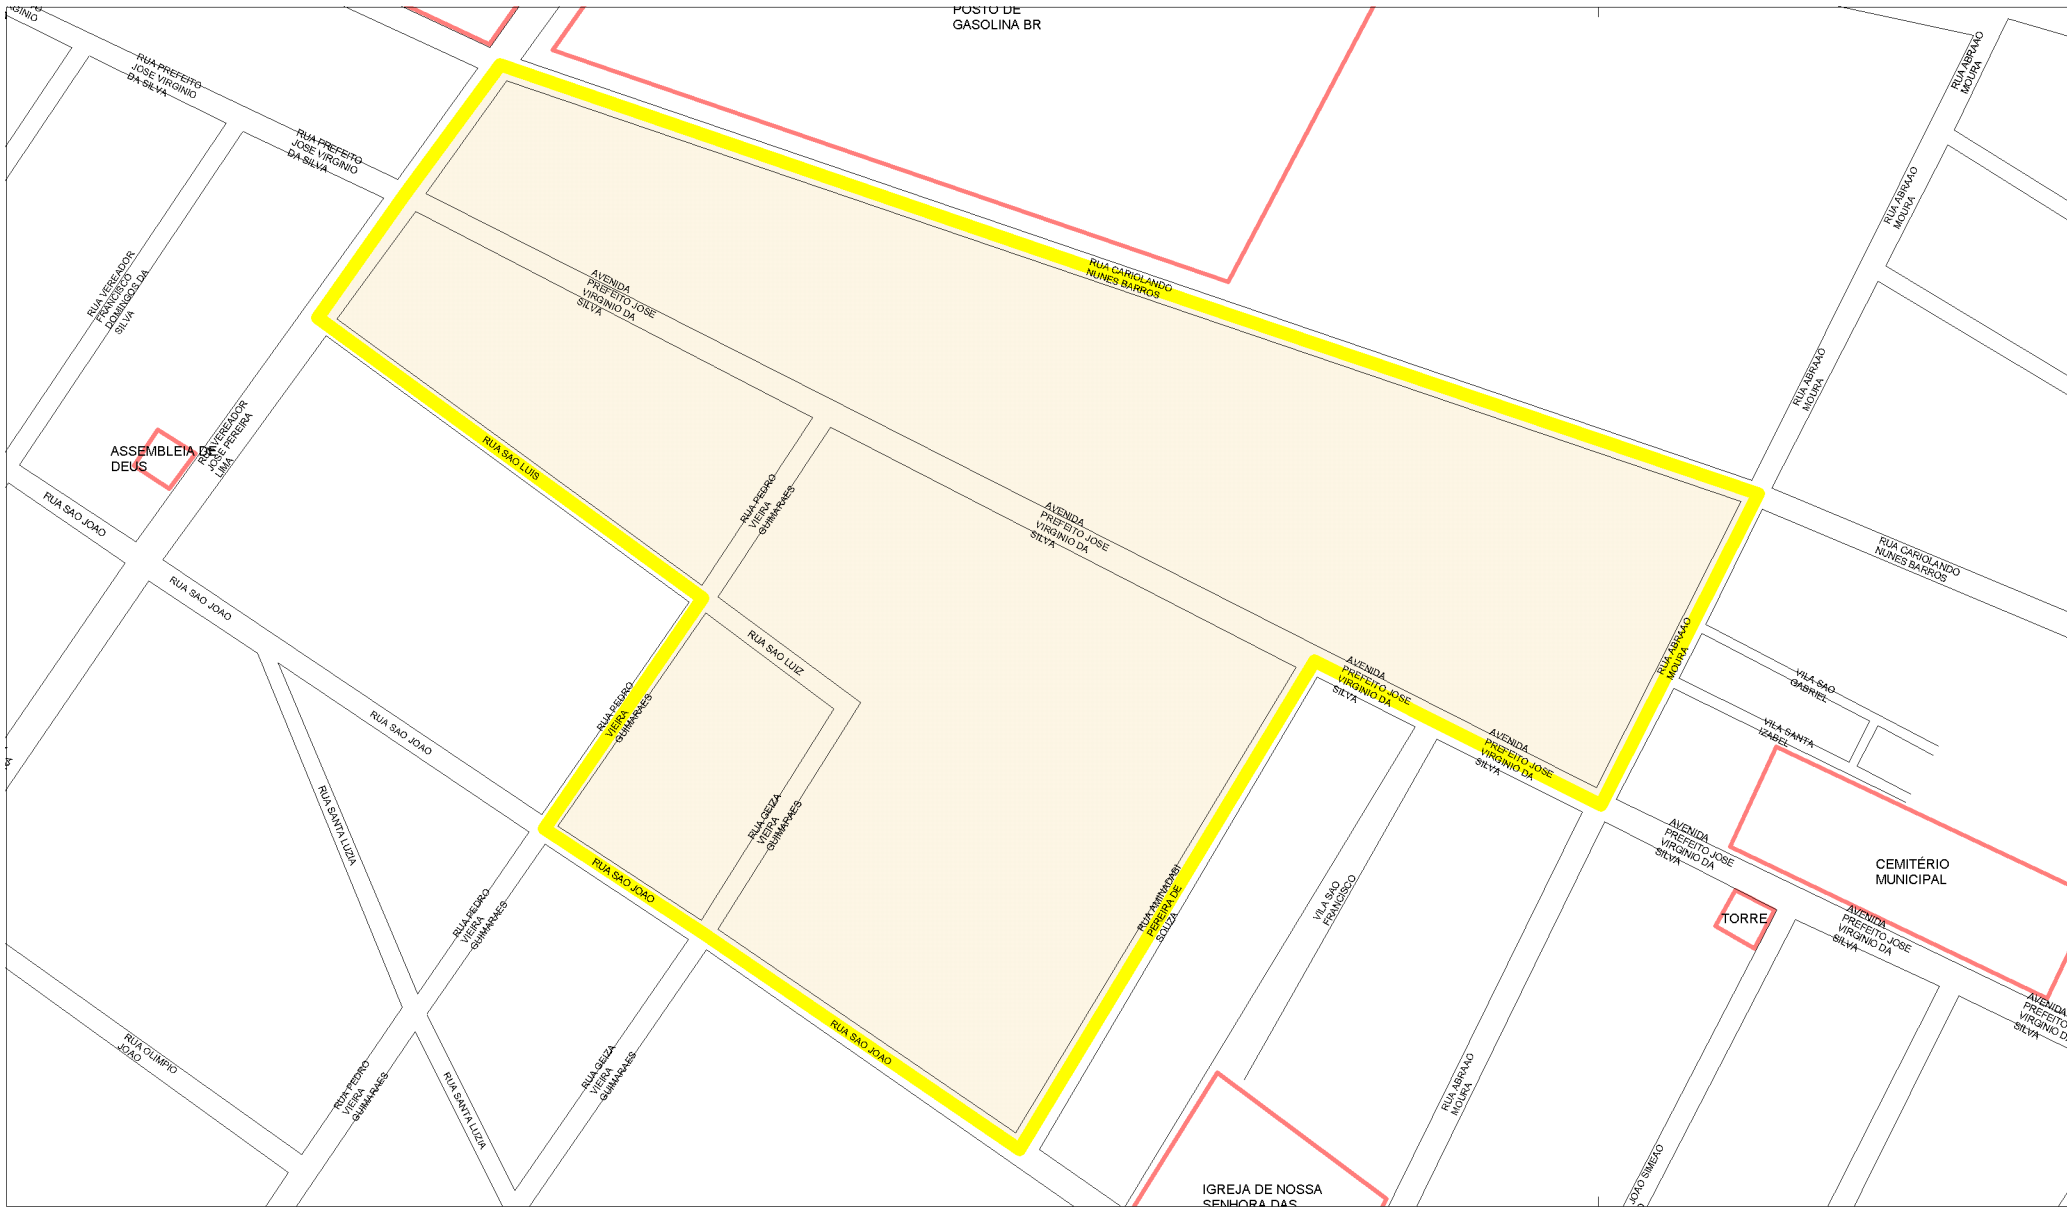 POSTO DE
GASOLINA BR
RUA PREFEITO
JOSE VIRGINIO
DA SILVA
RUA PREFEITO
JOSE VIRGINIO
DA SILVA
RUA ABRAAO
MOURA
RUA ABRAAO
MOURA
RUA VEREADOR
FRANCISCO
DOMINGOS DA
SILVA
AVENIDA
PREFEITO JOSE
VIRGINIO DA
SILVA
RUA CARIOLANDO
NUNES BARROS
RUA ABRAAO
MOURA
ASSEMBLEIA DE
DEUS
RUA VEREADOR
JOSE PEREIRA
LIMA
RUA SAO LUIS
RUA SAO JOAO
RUA PEDRO
VIEIRA
GUIMARAES
AVENIDA
PREFEITO JOSE
VIRGINIO DA
SILVA
RUA CARIOLANDO
NUNES BARROS
RUA SAO JOAO
RUA SAO LUIZ
RUA ABRAAO
MOURA
AVENIDA
PREFEITO JOSE
VIRGINIO DA
SILVA
VILA SAO
GABRIEL
RUA PEDRO
VIEIRA
GUIMARAES
RUA SAO JOAO
AVENIDA
PREFEITO JOSE
VIRGINIO DA
SILVA
VILA SANTA
IZABEL
RUA SANTA LUZIA
RUA GEIZA
VIEIRA
GUIMARAES
AVENIDA
PREFEITO JOSE
VIRGINIO DA
SILVA
CEMITÉRIO
MUNICIPAL
RUA SAO JOAO
RUA AMINADABI
PEREIRA DE
SOUZA
VILA SAO
FRANCISCO
TORRE
AVENIDA
PREFEITO JOSE
VIRGINIO DA
SILVA
RUA PEDRO
VIEIRA
GUIMARAES
RUA SAO JOAO
AVENIDA
PREFEITO
VIRGINIO
SILVA
RUA OLIMPIO
JOAO
RUA PEDRO
VIEIRA
GUIMARAES
RUA SANTA LUZIA
RUA GEIZA
VIEIRA
GUIMARAES
RUA ABRAAO
MOURA
JOAO SIMEAO
IGREJA DE NOSSA
SENHORA DAS